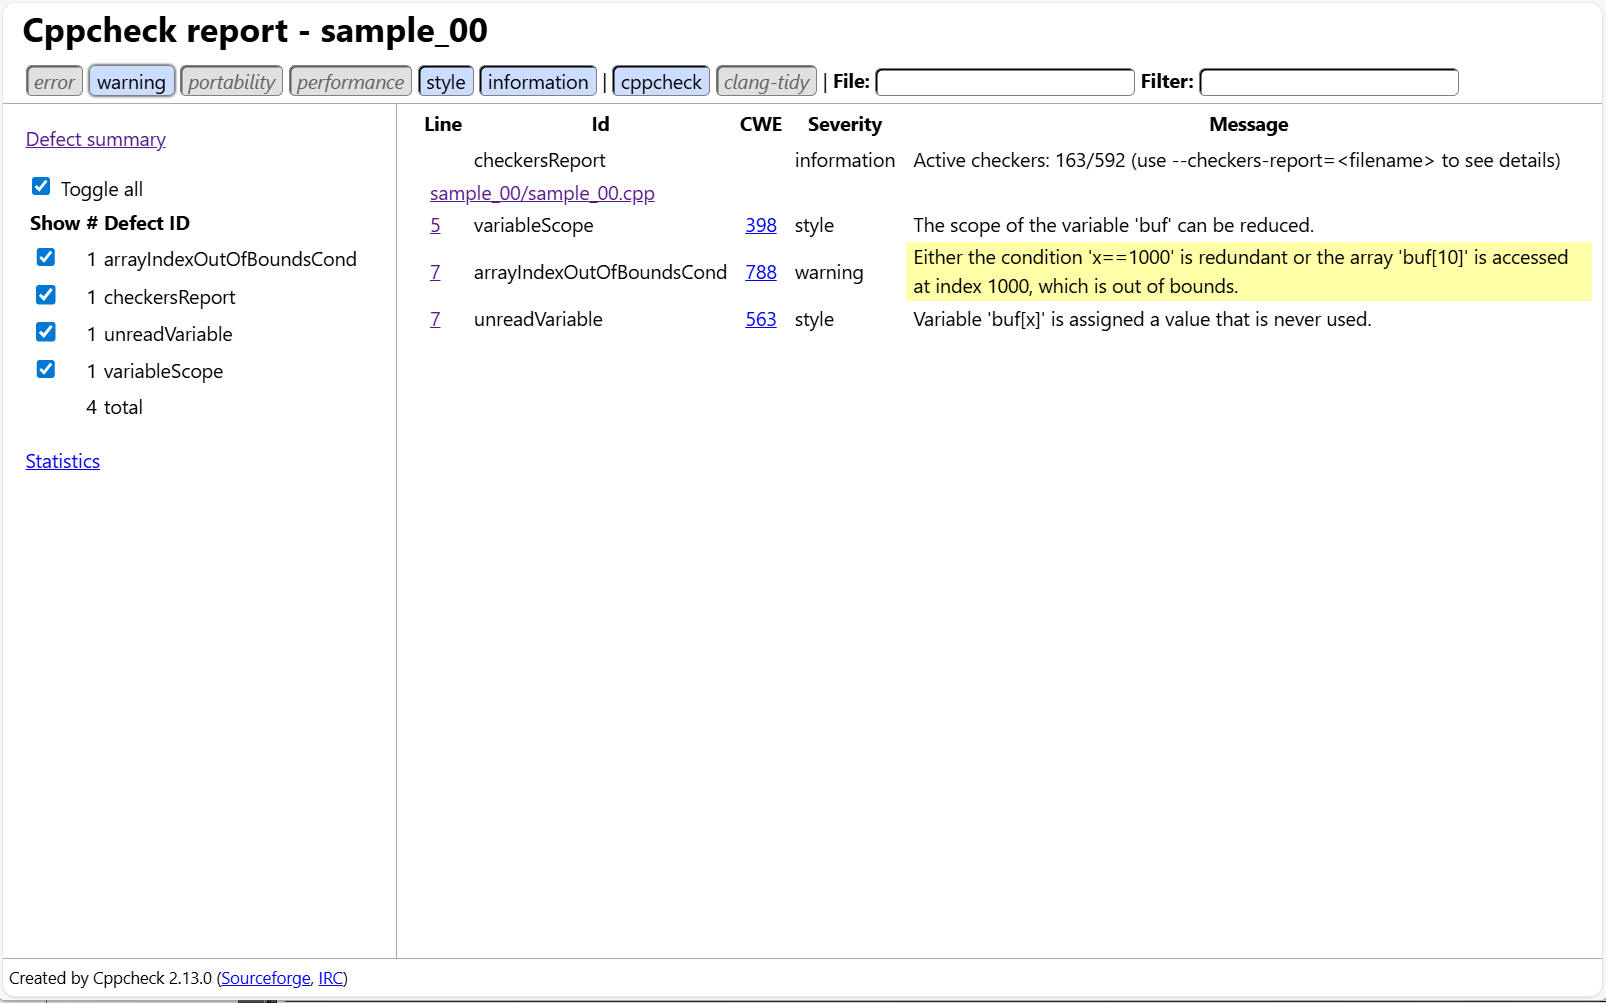 Cppcheck report - sample_00
error warning portability performance style information | cppcheck clang-tidy | File: Filter:
Defect summary
Toggle all
Show # Defect ID
1 arrayIndexOutOfBoundsCond
1 checkersReport
1 unreadVariable
1 variableScope
4 total
Statistics
Line Id CWE Severity Message
checkersReport information Active checkers: 163/592 (use --checkers-report=<filename> to see details)
sample_00/sample_00.cpp
5 variableScope 398 style The scope of the variable 'buf' can be reduced.
7 arrayIndexOutOfBoundsCond 788 warning Either the condition 'x==1000' is redundant or the array 'buf[10]' is accessed
at index 1000, which is out of bounds.
7 unreadVariable 563 style Variable 'buf[x]' is assigned a value that is never used.
Created by Cppcheck 2.13.0 (Sourceforge, IRC)